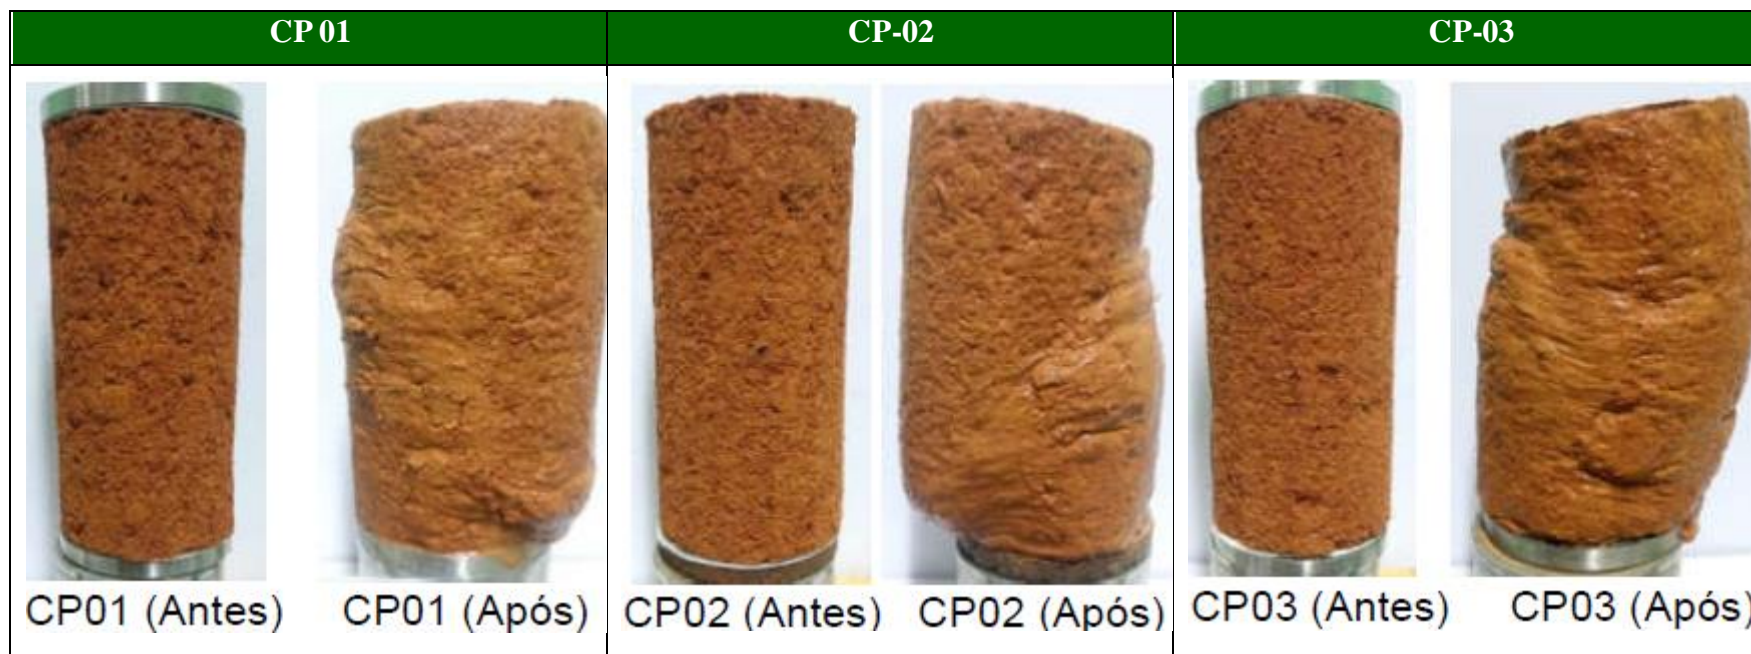 CP 01
CP-02
CP-03
CP01 (Antes)
CP01 (Após)
CP02 (Antes)
CP02 (Após)
CP03 (Antes)
CP03 (Após)